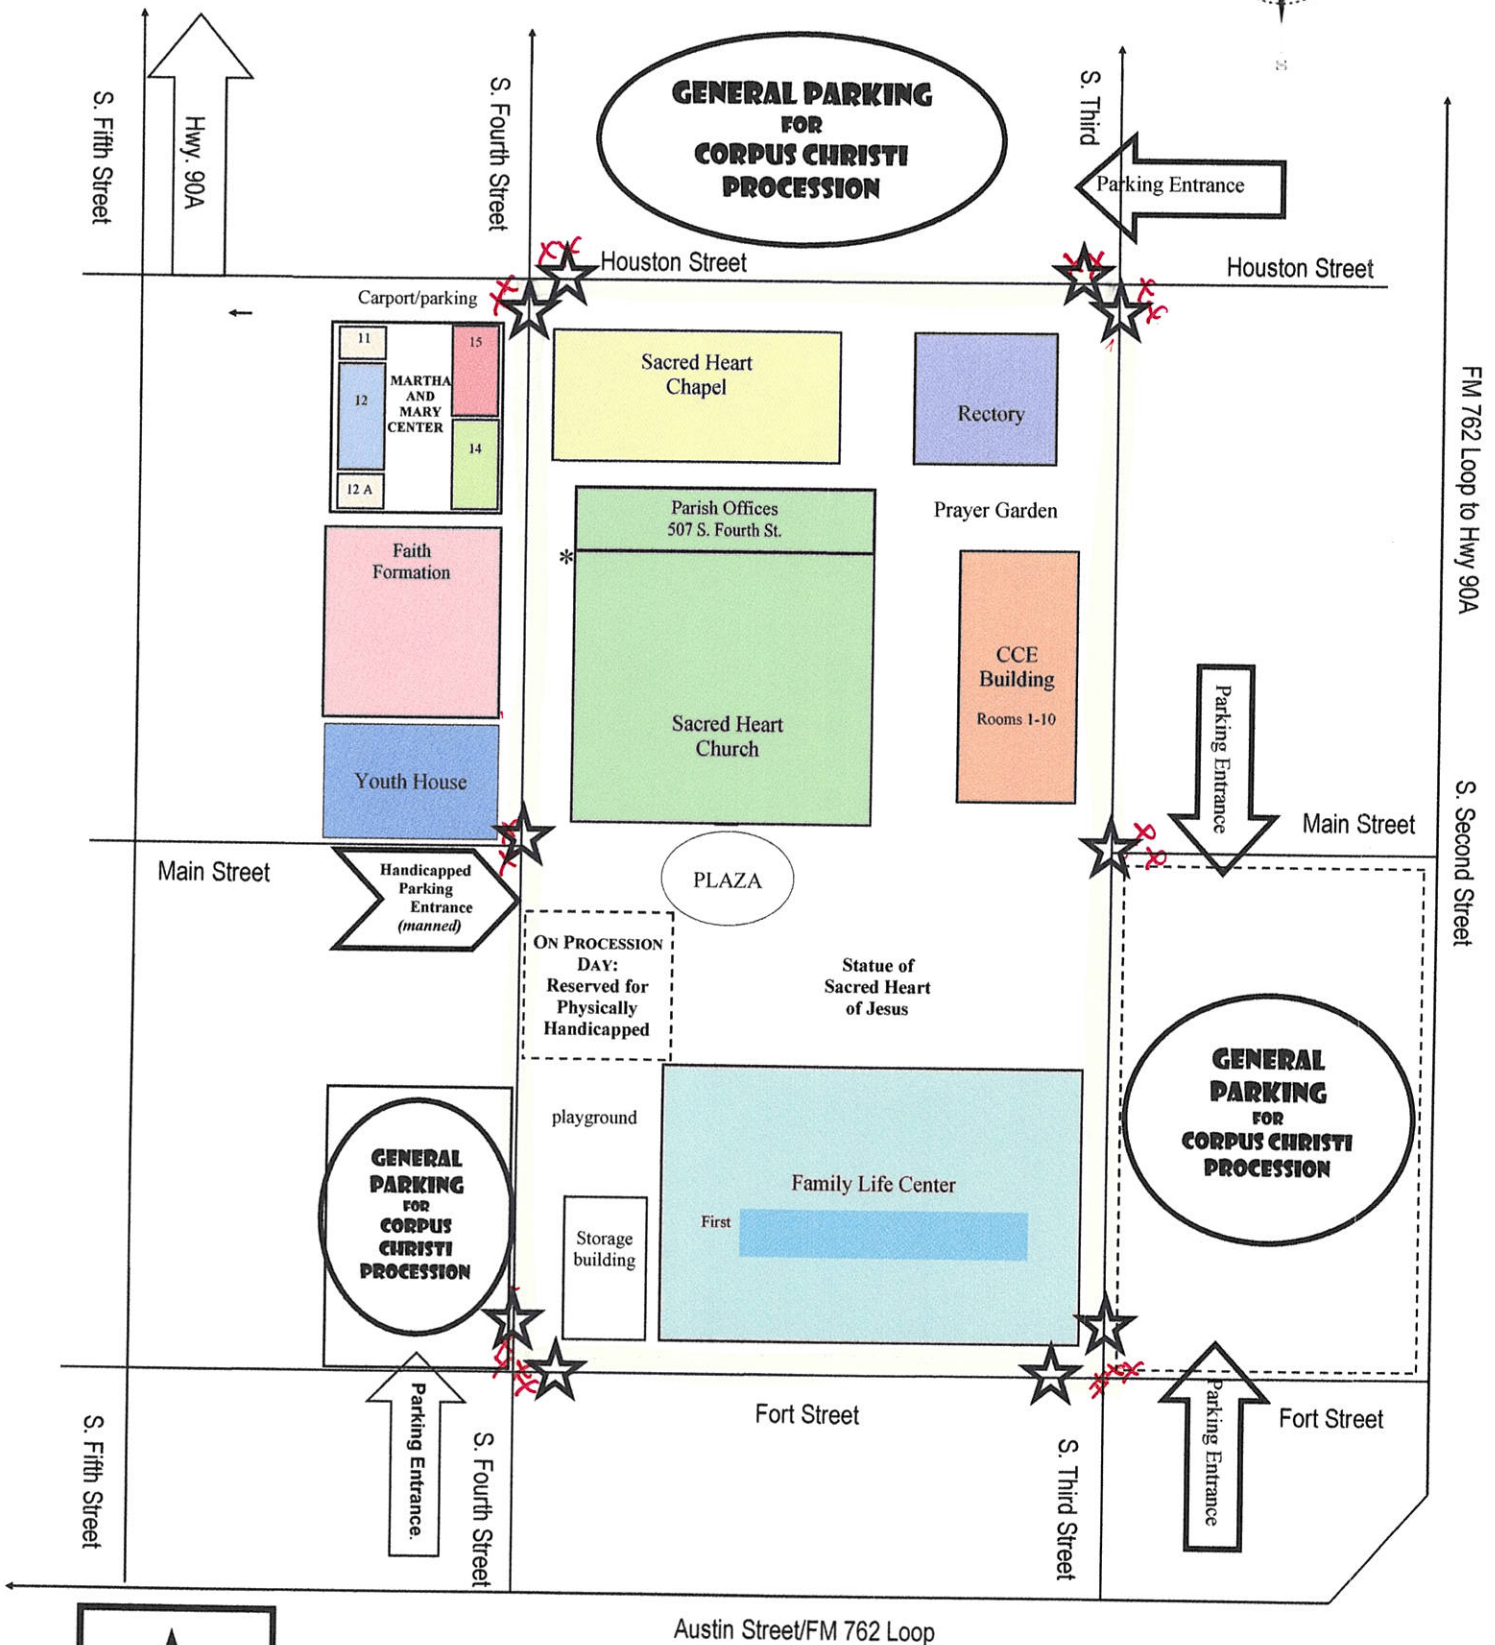 GENERAL PARKING
FOR
CORPUS CHRISTI
PROCESSION
S. Fifth Street
Hwy. 90A
S. Fourth Street
S. Third
Parking Entrance
Houston Street
Houston Street
Carport/parking
11
12
12 A
MARTHA
AND
MARY
CENTER
15
14
Sacred Heart
Chapel
Rectory
FM 762 Loop to Hwy 90A
Parish Offices
507 S. Fourth St.
*
Prayer Garden
Faith
Formation
CCE
Building
Rooms 1-10
Sacred Heart
Church
Youth House
Parking Entrance
Main Street
S. Second Street
Main Street
Handicapped
Parking
Entrance
(manned)
PLAZA
ON PROCESSION
DAY:
Reserved for
Physically
Handicapped
Statue of
Sacred Heart
of Jesus
GENERAL
PARKING
FOR
CORPUS CHRISTI
PROCESSION
playground
GENERAL
PARKING
FOR
CORPUS
CHRISTI
PROCESSION
Family Life Center
First
Storage
building
Fort Street
Fort Street
S. Fifth Street
Parking Entrance.
S. Fourth Street
S. Third Street
Parking Entrance
Austin Street/FM 762 Loop